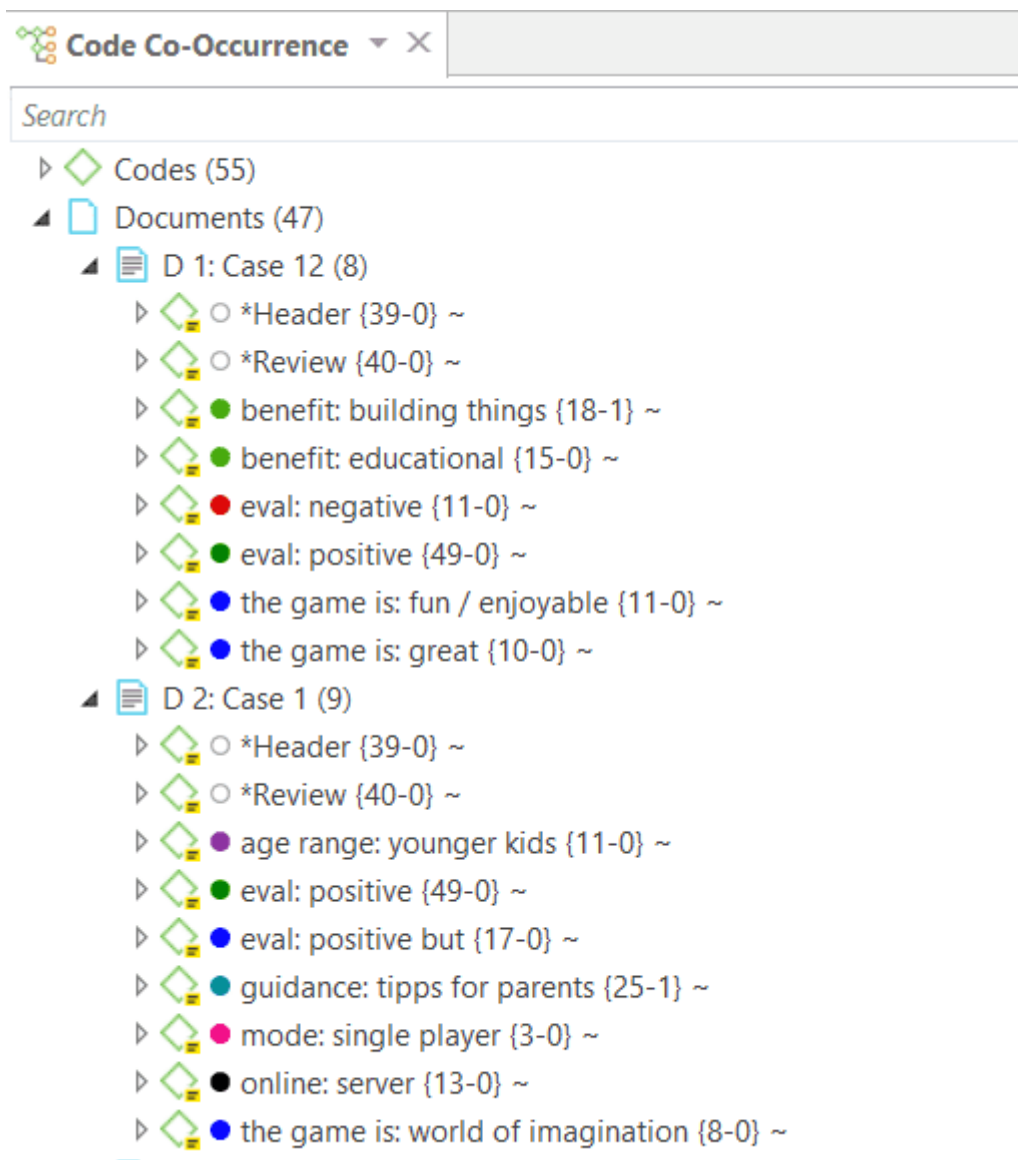 Code Co-Occurrence
Search
Codes (55)
Documents (47)
D 1: Case 12 (8)
*Header {39-0} ~
*Review {40-0} ~
benefit: building things {18-1} ~
benefit: educational {15-0} ~
eval: negative {11-0} ~
eval: positive {49-0} ~
the game is: fun / enjoyable {11-0} ~
the game is: great {10-0} ~
D 2: Case 1 (9)
*Header {39-0} ~
*Review {40-0} ~
age range: younger kids {11-0} ~
eval: positive {49-0} ~
eval: positive but {17-0} ~
guidance: tipps for parents {25-1} ~
mode: single player {3-0} ~
online: server {13-0} ~
the game is: world of imagination {8-0} ~